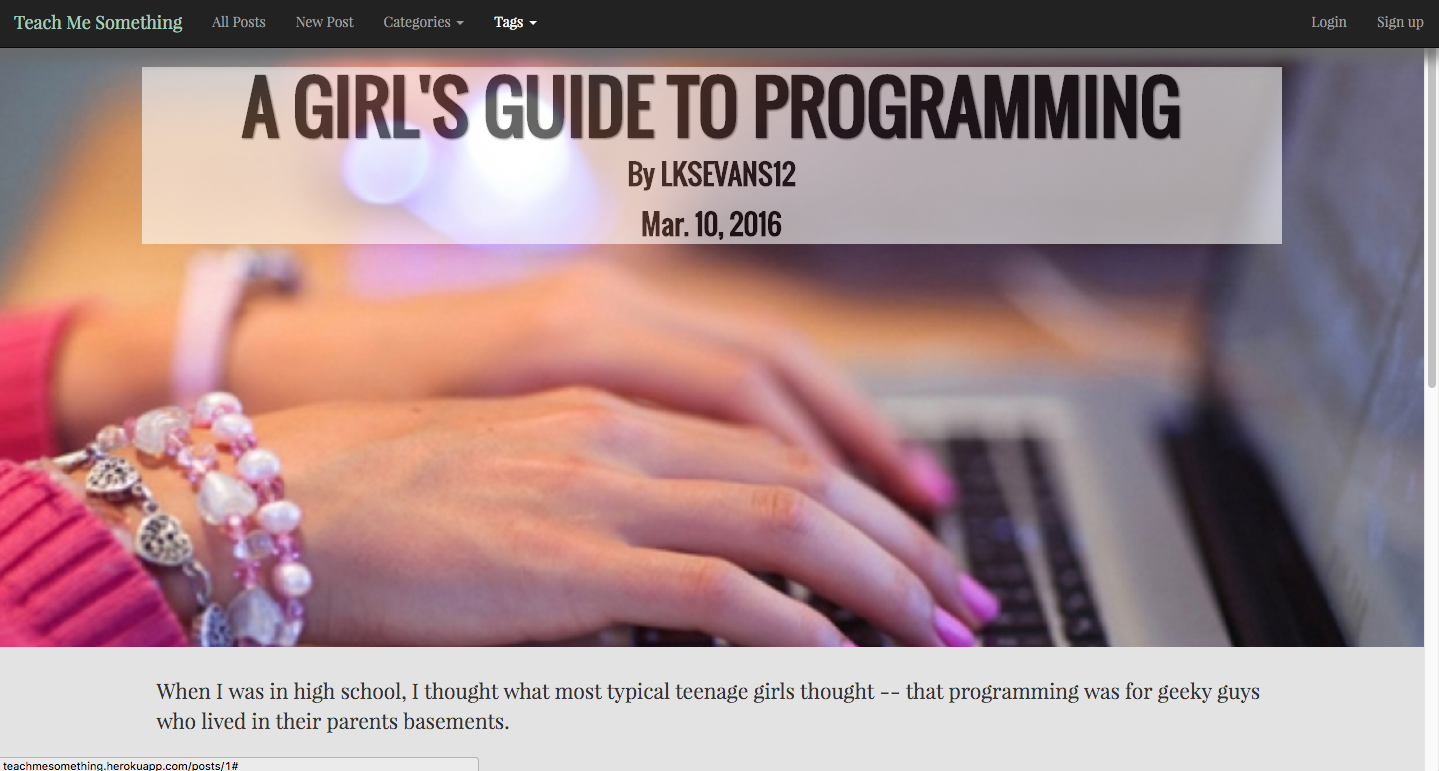 Teach Me Something All Posts New Post Categories Tags Login Sign up
A GIRL'S GUIDE TO PROGRAMMING
By LKSEVANS12
Mar. 10, 2016
When I was in high school, I thought what most typical teenage girls thought -- that programming was for geeky guys
who lived in their parents basements.
teachmesomething.herokuapp.com/posts/1#